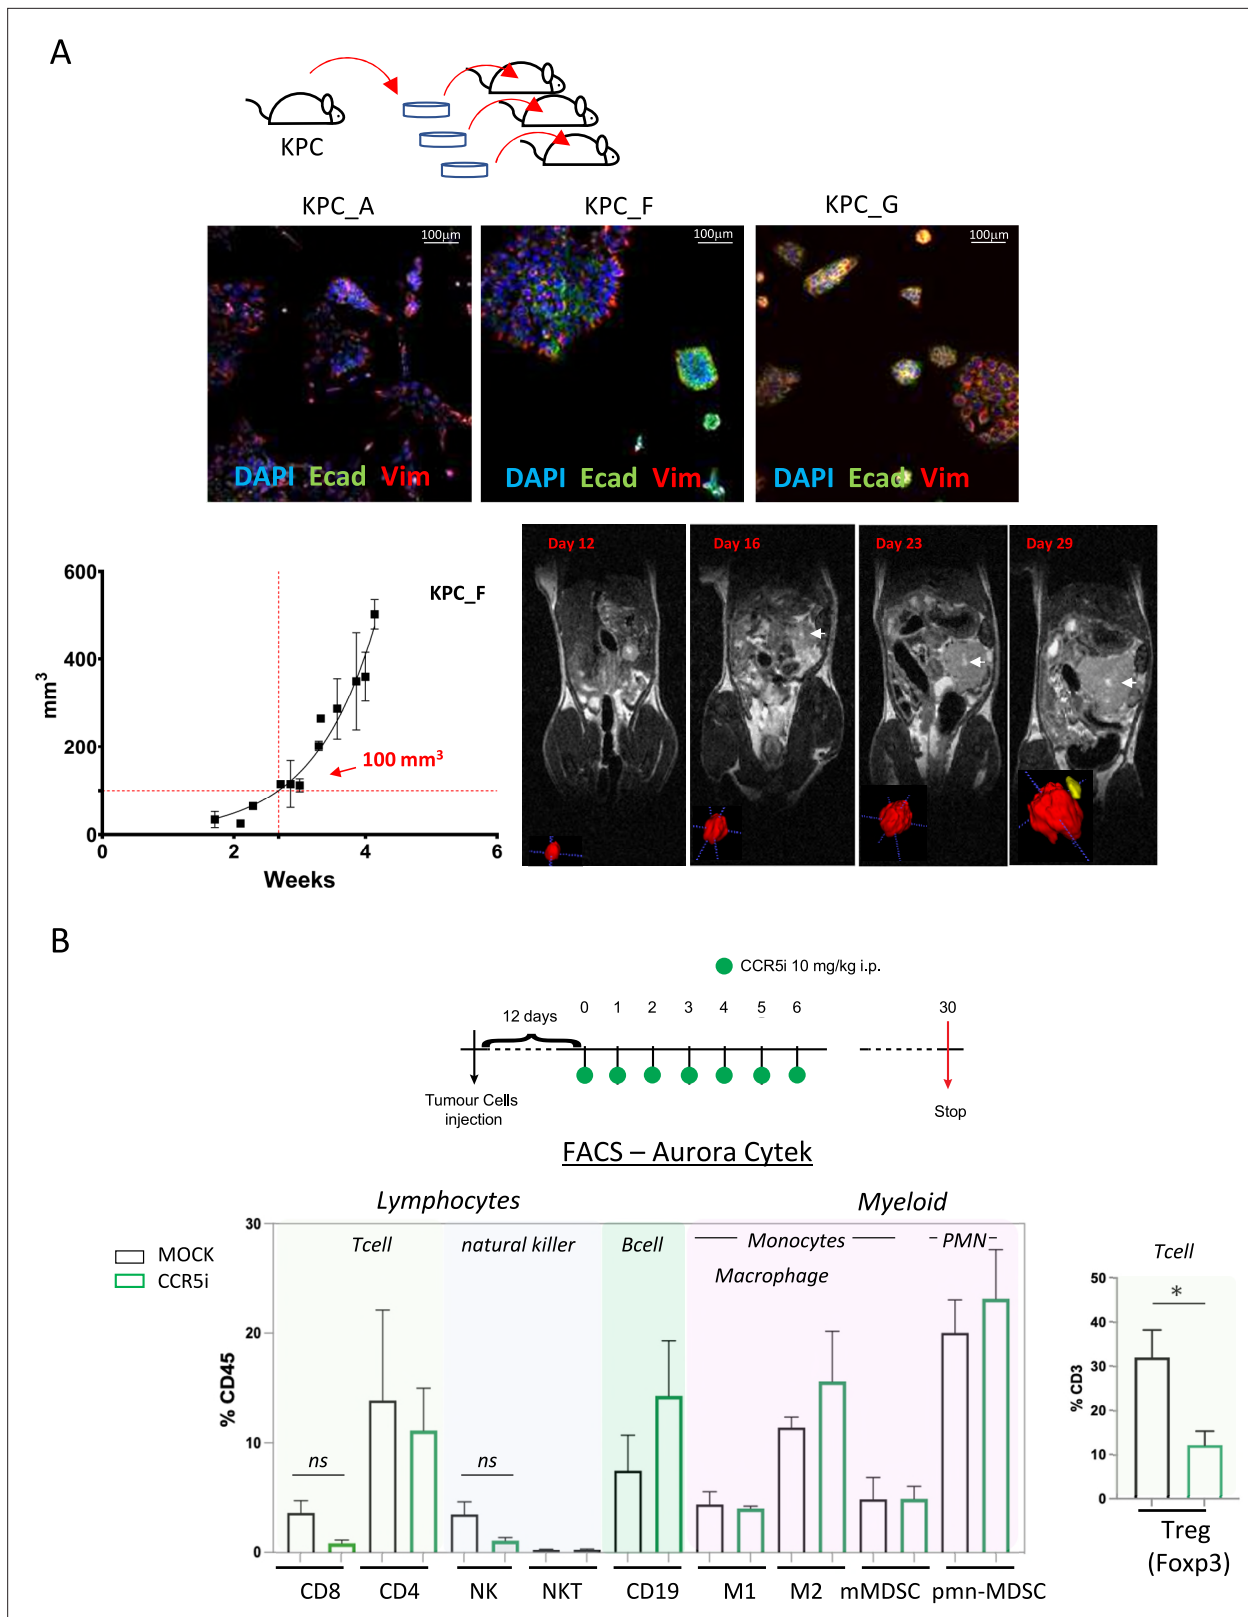 A
KPC
KPC_A
KPC_F
KPC_G
100μm
100μm
100μm
DAPI Ecad Vim
DAPI Ecad Vim
DAPI Ecad Vim
600
400
200
0
mm³
KPC_F
100 mm³
0
2
4
6
Weeks
Day 12
Day 16
Day 23
Day 29
B
CCR5i 10 mg/kg i.p.
12 days
0
1
2
3
4
5
6
30
Tumour Cells
injection
Stop
FACS – Aurora Cytek
Lymphocytes
Myeloid
MOCK
CCR5i
30
20
10
0
% CD45
Tcell
natural killer
Bcell
Monocytes
PMN
Macrophage
ns
ns
CD8
CD4
NK
NKT
CD19
M1
M2
mMDSC
pmn-MDSC
Tcell
50
40
30
20
10
0
% CD3
*
Treg
(Foxp3)